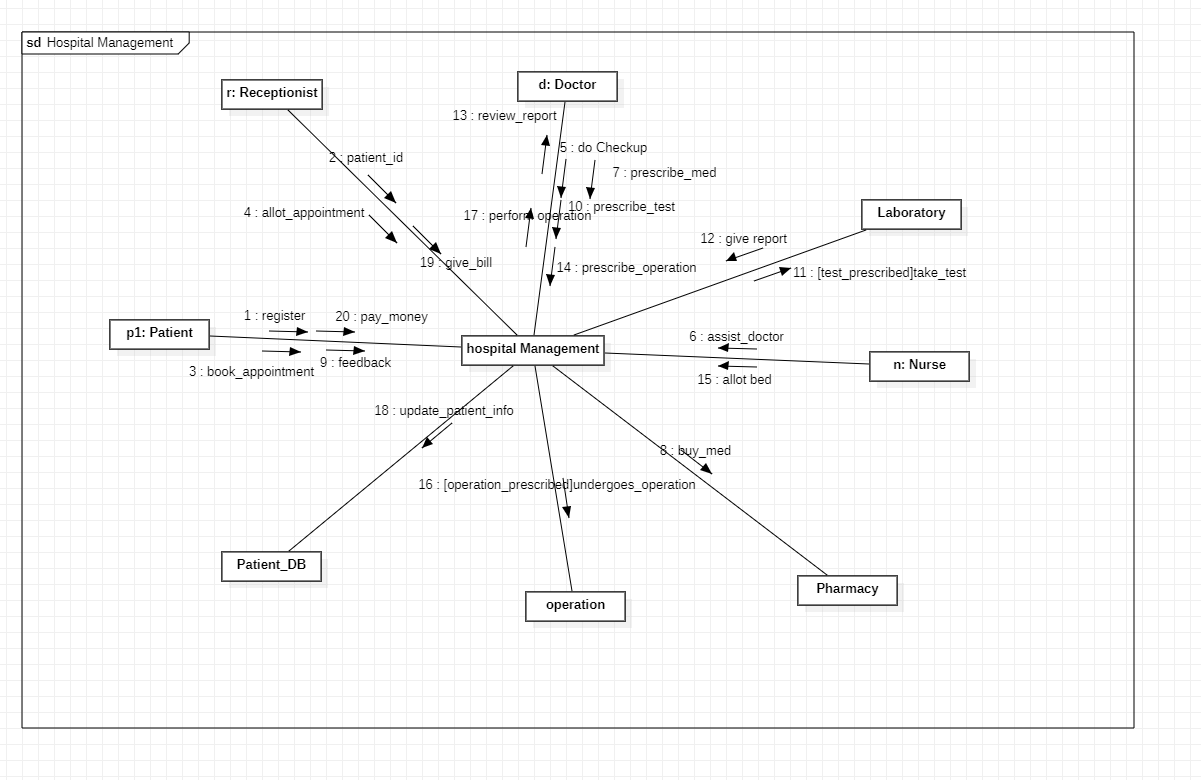 sd Hospital Management
d: Doctor
r: Receptionist
13 : review_report
5 : do Checkup
2 : patient_id
7 : prescribe_med
10 : prescribe_test
4 : allot_appointment
17 : perform operation
Laboratory
12 : give report
19 : give_bill
14 : prescribe_operation
11 : [test_prescribed]take_test
1 : register
20 : pay_money
p1: Patient
6 : assist_doctor
hospital Management
9 : feedback
n: Nurse
3 : book_appointment
15 : allot bed
18 : update_patient_info
8 : buy_med
16 : [operation_prescribed]undergoes_operation
Patient_DB
Pharmacy
operation